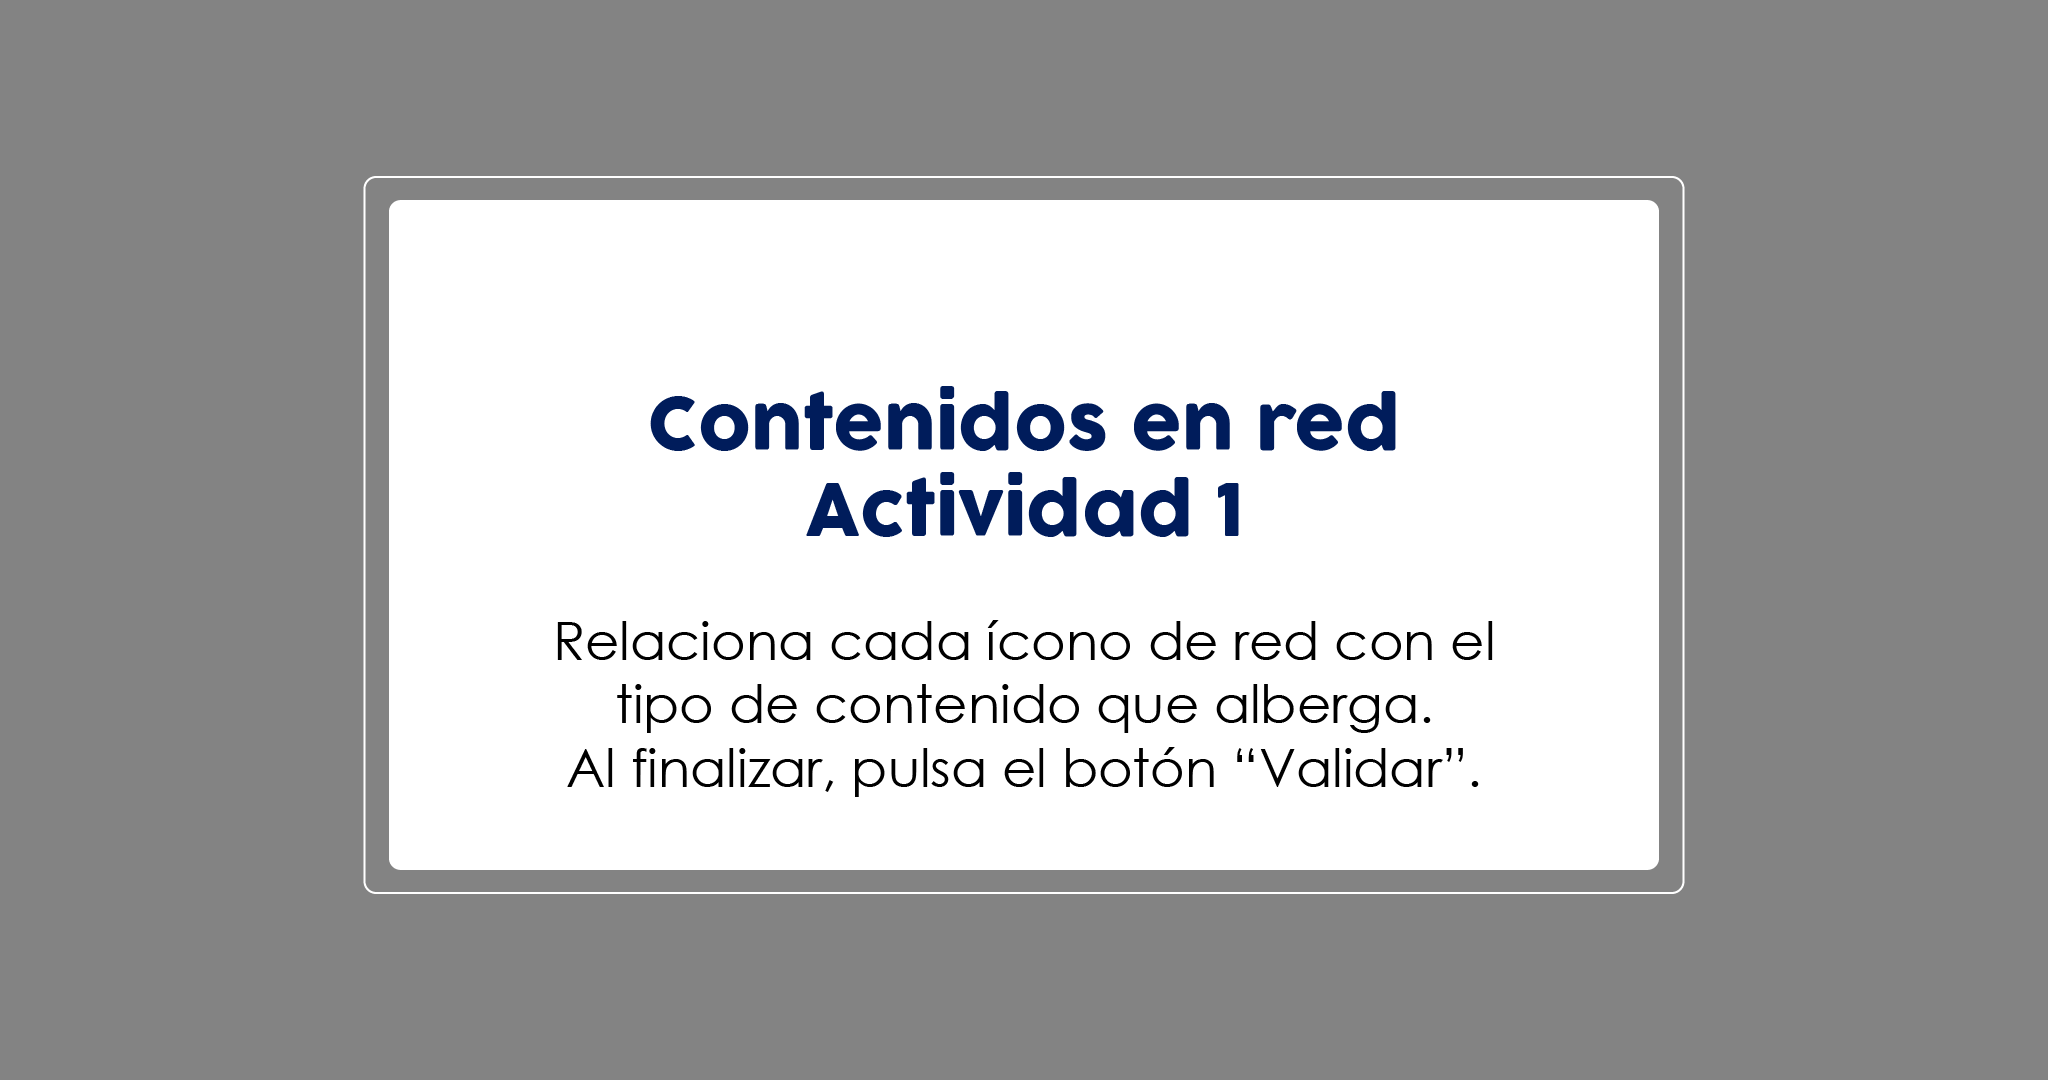 Contenidos en red
Actividad 1
Relaciona cada ícono de red con el
tipo de contenido que alberga.
Al finalizar, pulsa el botón “Validar”.